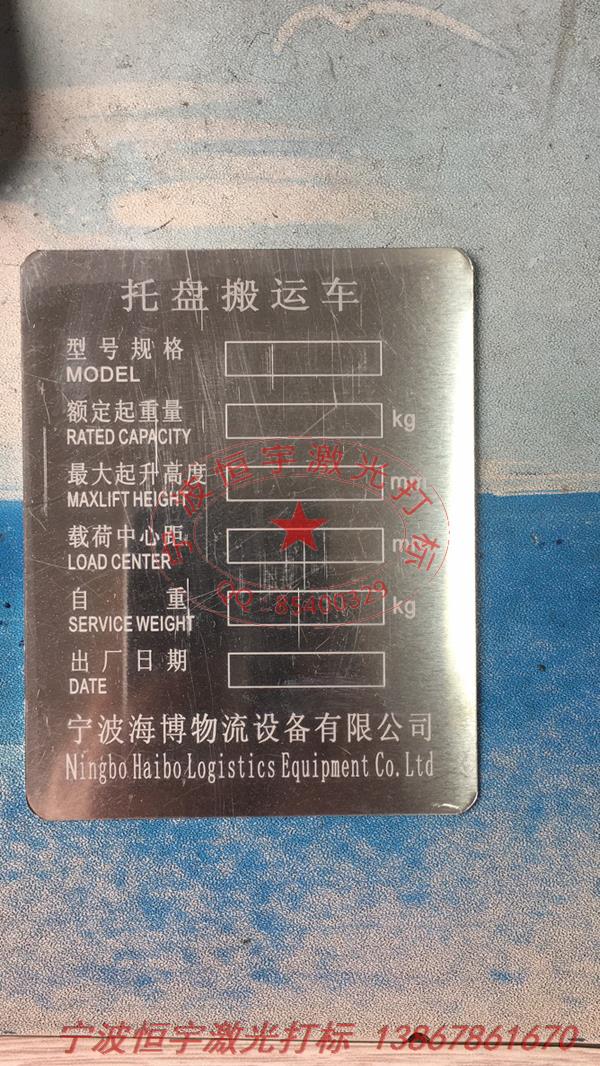 托盘搬运车
型号规格
MODEL
额定起重量
RATED CAPACITY
kg
最大起升高度
MAXLIFT HEIGHT
mm
载荷中心距
LOAD CENTER
mm
自 重
SERVICE WEIGHT
kg
出厂日期
DATE
宁波海博物流设备有限公司
Ningbo Haibo Logistics Equipment Co. Ltd
宁波恒宇激光打标
QQ:85400329
宁波恒宇激光打标 13867861670